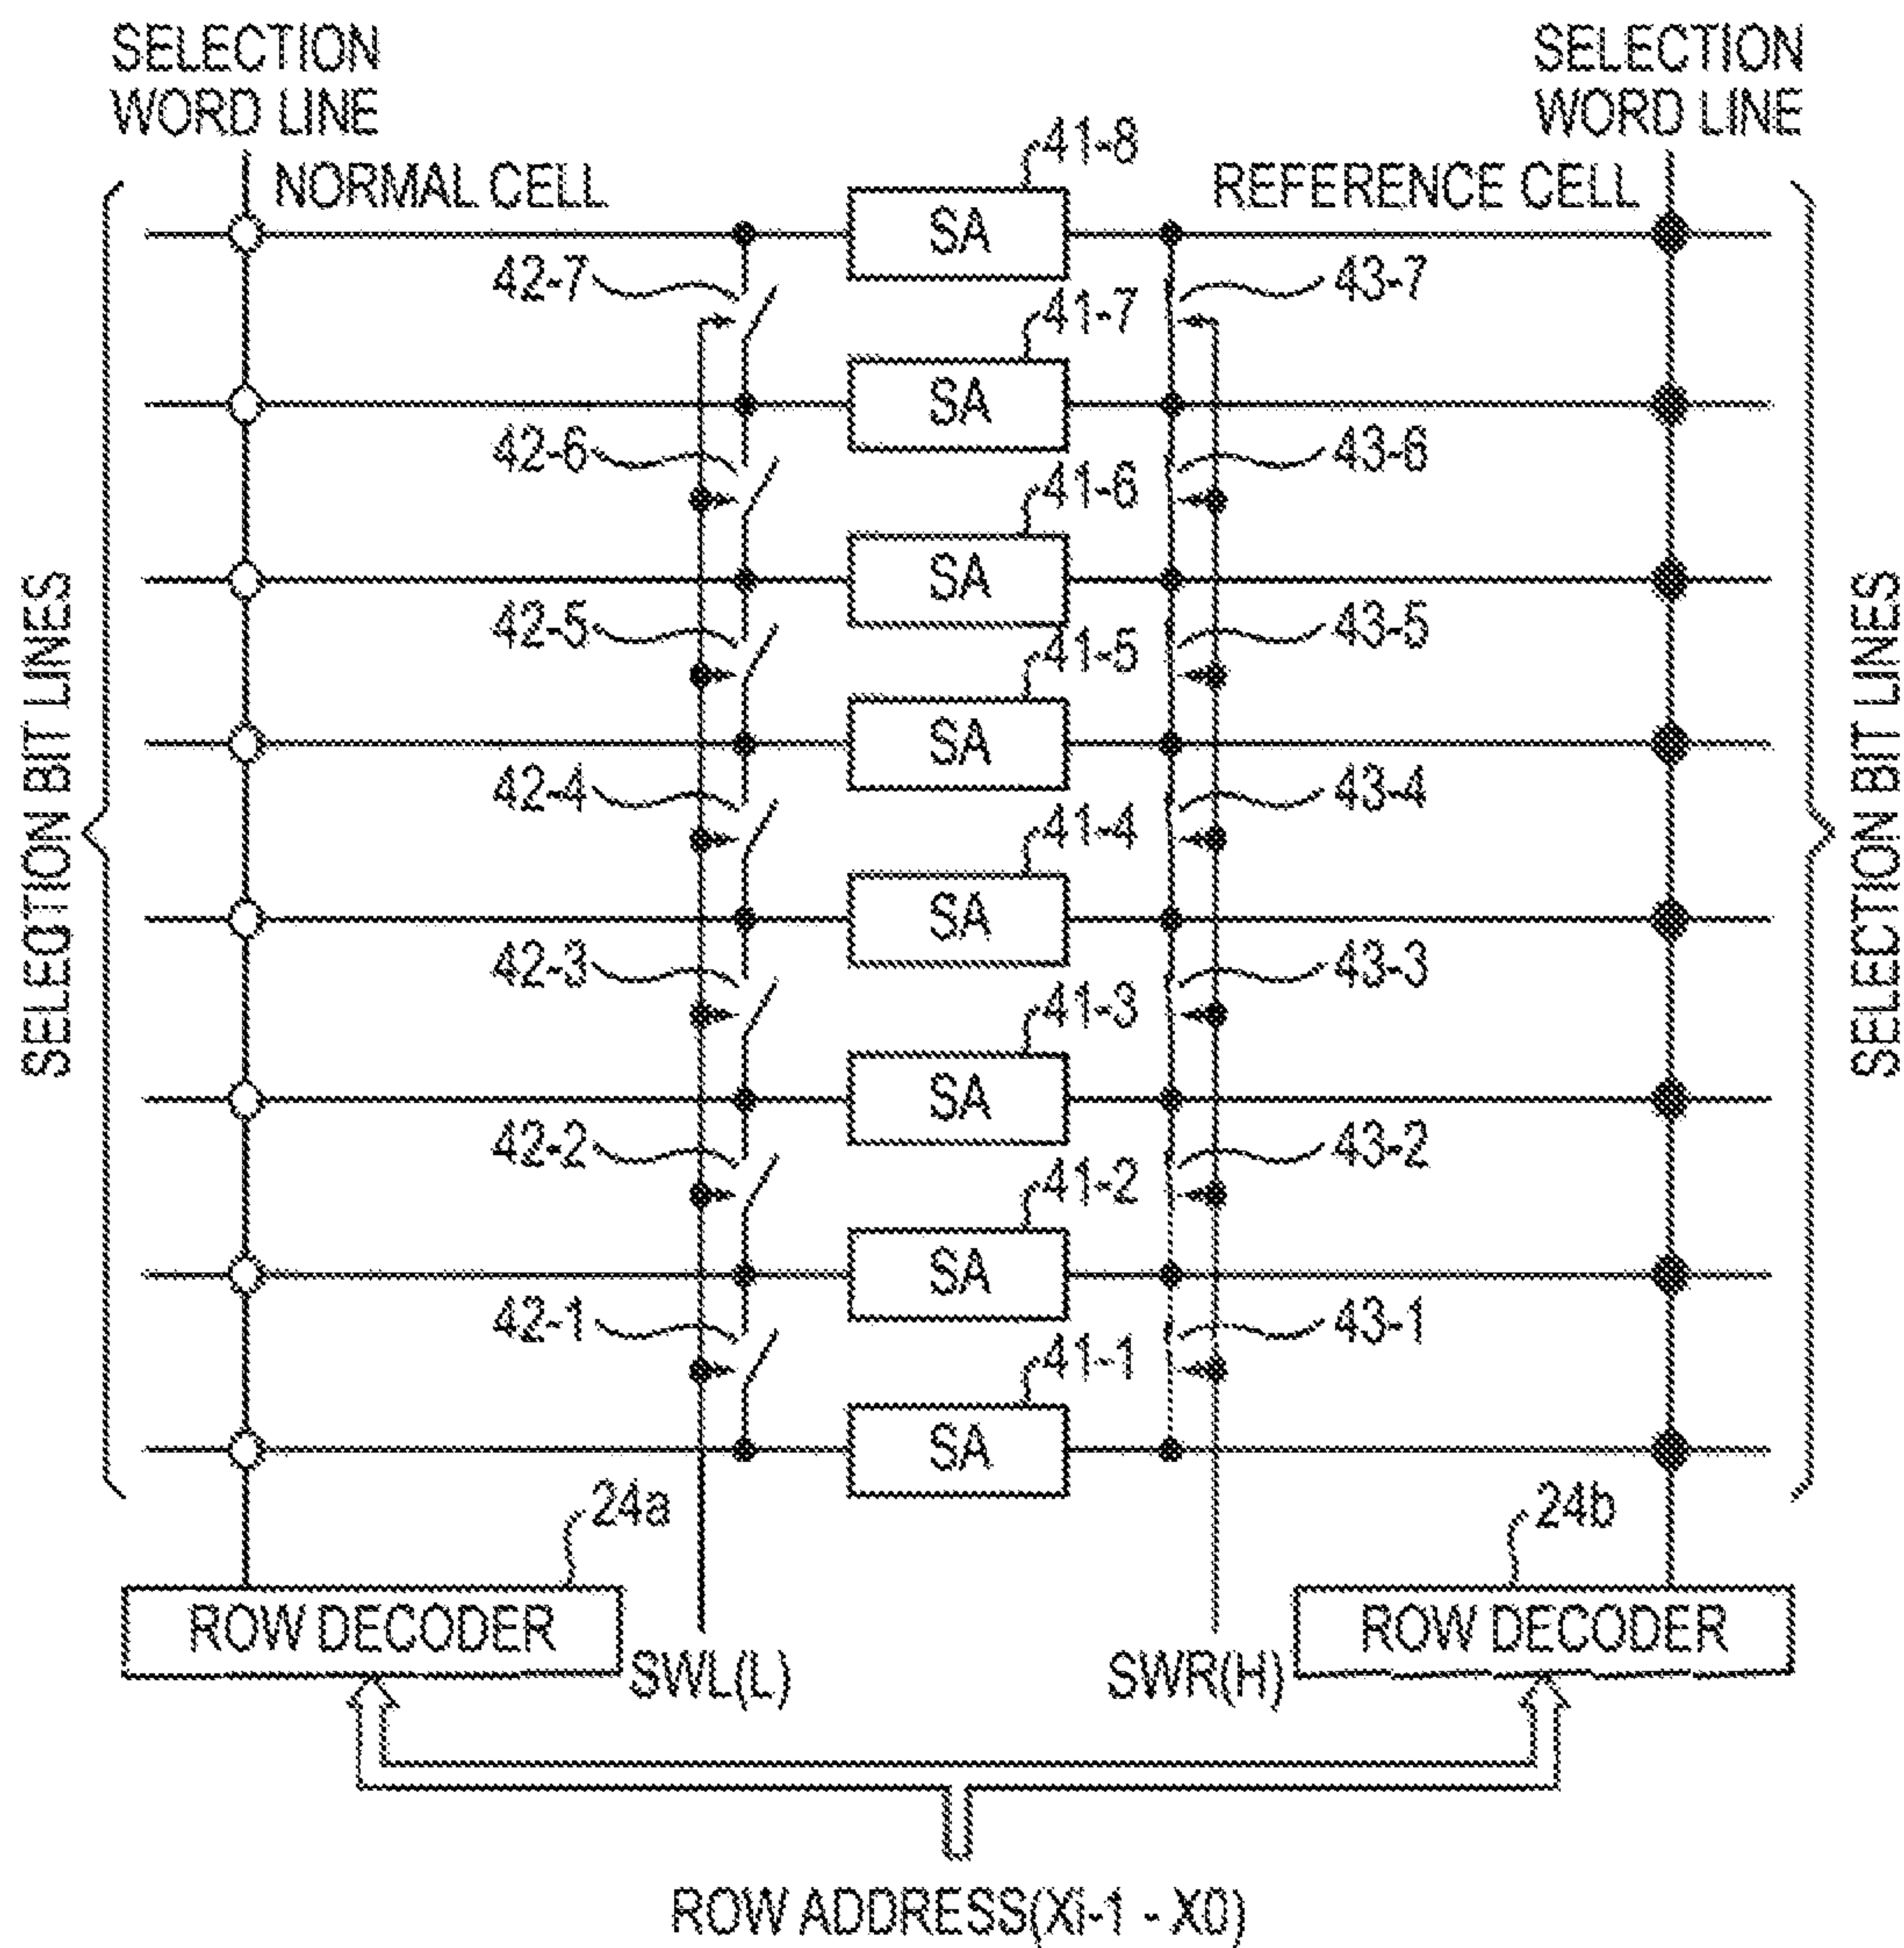 SELECTION
WORD LINE
SELECTION
WORD LINE
41-8
NORMAL CELL
REFERENCE CELL
SA
42-7
43-7
41-7
SA
42-6
43-6
41-6
SA
42-5
43-5
41-5
SA
42-4
43-4
41-4
SA
42-3
43-3
41-3
SA
42-2
43-2
41-2
SA
42-1
43-1
41-1
SA
SELECTION BIT LINES
SELECTION BIT LINES
24a
24b
ROW DECODER
ROW DECODER
SWL(L)
SWR(H)
ROW ADDRESS(Xi-1 - X0)